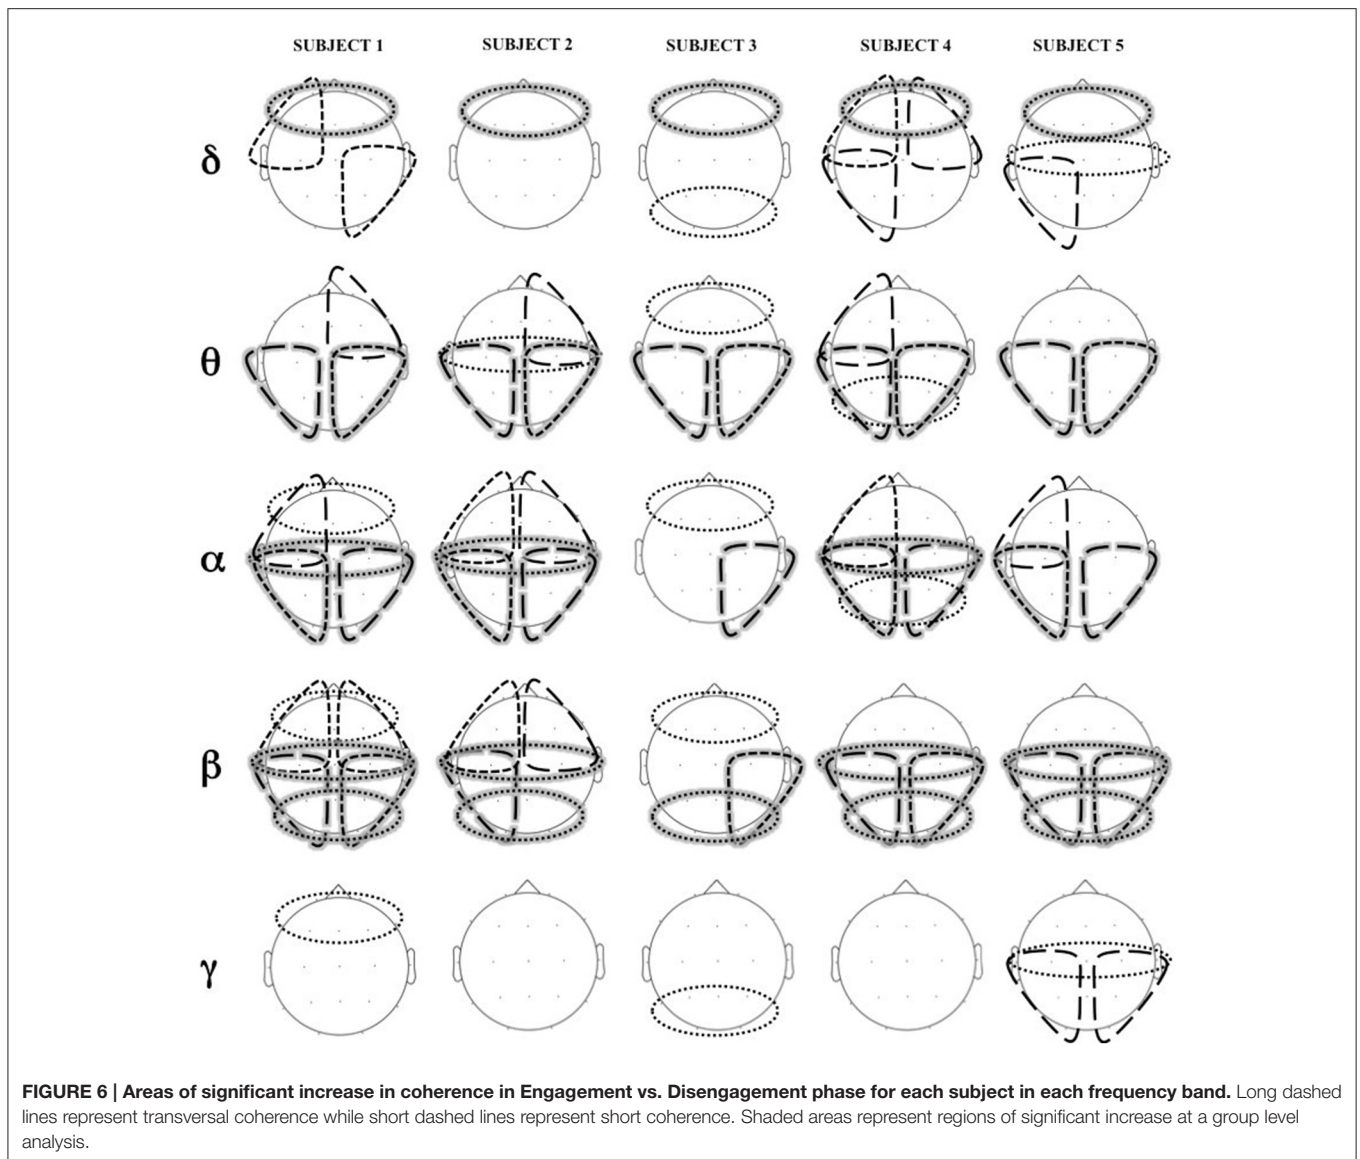 SUBJECT 1 SUBJECT 2 SUBJECT 3 SUBJECT 4 SUBJECT 5
δ
θ
α
β
γ
FIGURE 6 | Areas of significant increase in coherence in Engagement vs. Disengagement phase for each subject in each frequency band. Long dashed
lines represent transversal coherence while short dashed lines represent short coherence. Shaded areas represent regions of significant increase at a group level
analysis.